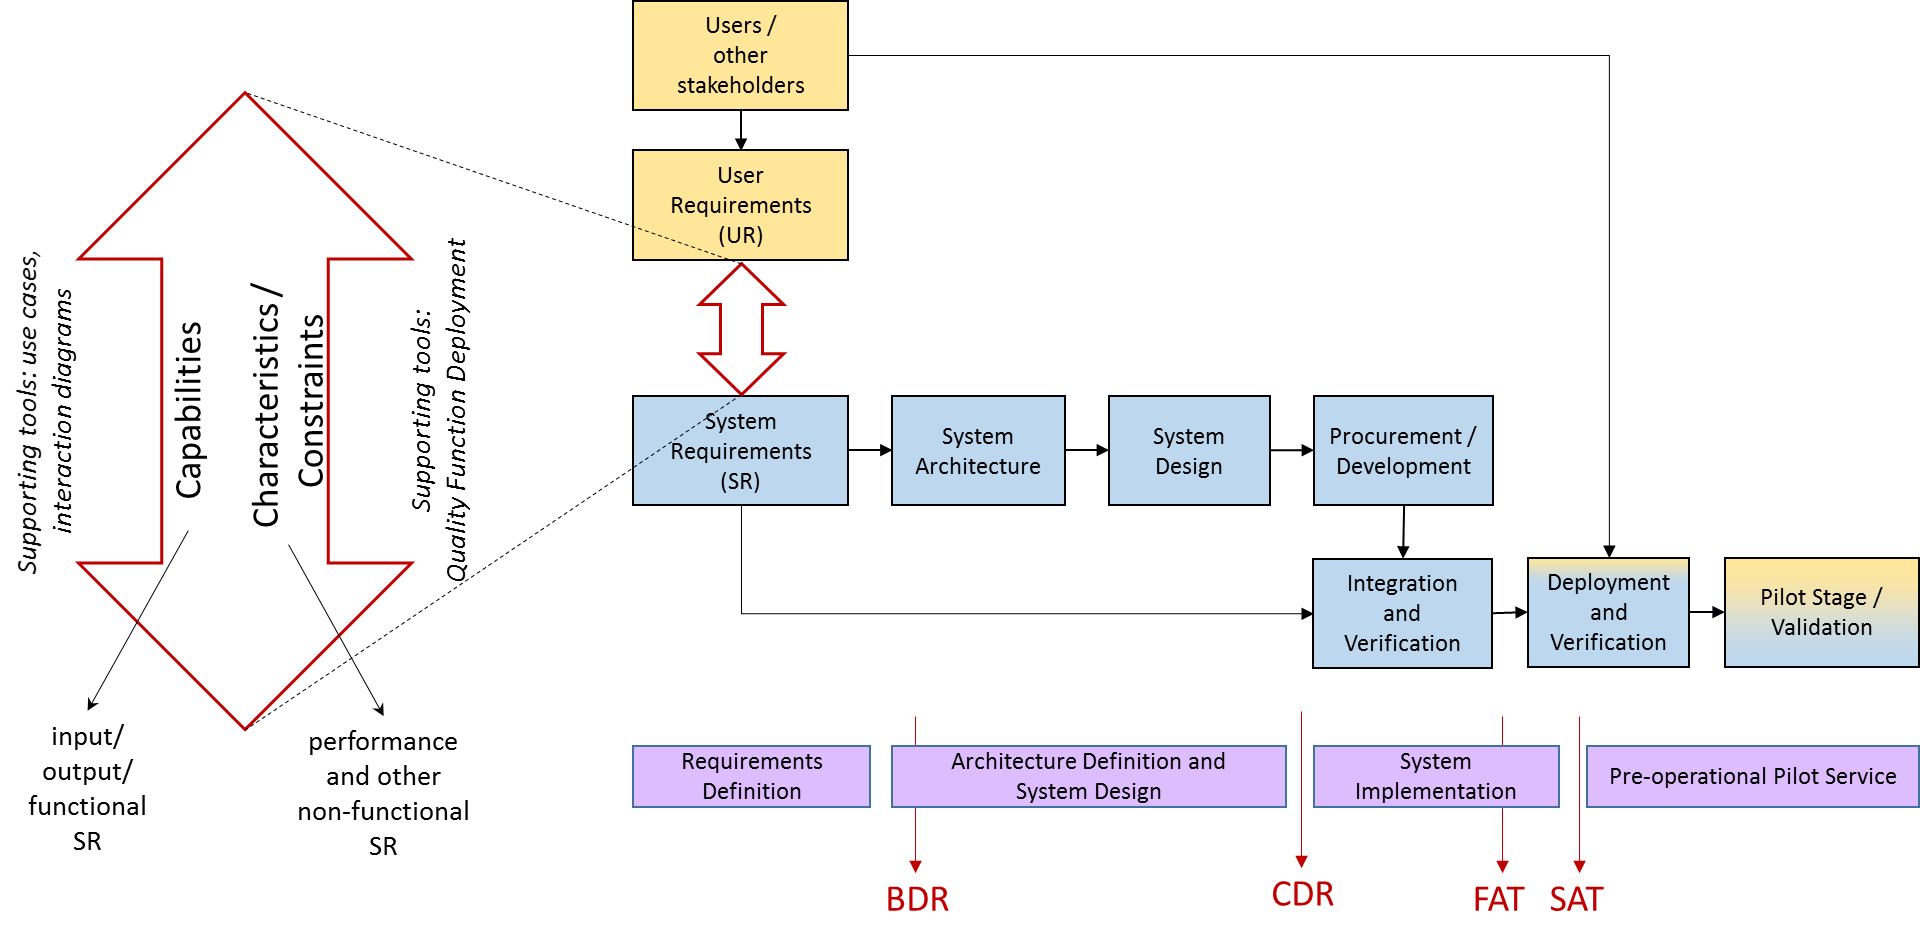 Users /
other
stakeholders
User
Requirements
(UR)
Supporting tools: use cases,
interaction diagrams
Capabilities
Characteristics /
Constraints
Supporting tools:
Quality Function Deployment
System
Requirements
(SR)
System
Architecture
System
Design
Procurement /
Development
Integration
and
Verification
Deployment
and
Verification
Pilot Stage /
Validation
input/
output/
functional
SR
performance
and other
non-functional
SR
Requirements
Definition
Architecture Definition and
System Design
System
Implementation
Pre-operational Pilot Service
BDR
CDR
FAT
SAT